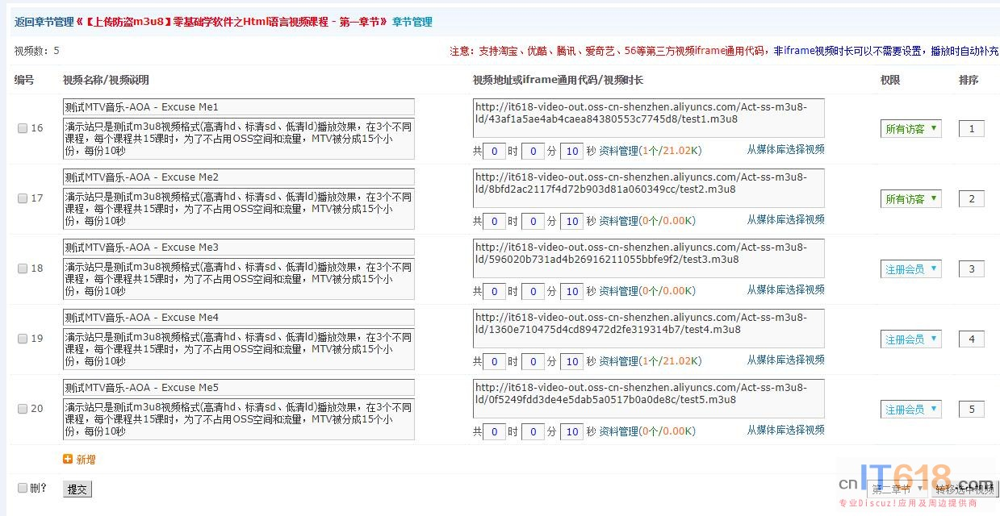 返回章节管理《【上传防盗m3u8】零基础学软件之Html语言视频课程 - 第一章节》 章节管理
视频数：5 注意：支持淘宝、优酷、腾讯、爱奇艺、56等第三方视频iframe通用代码，非iframe视频时长可以不需要设置，播放时自动补充
编号 视频名称/视频说明 视频地址或iframe通用代码/视频时长 权限 排序
测试MTV音乐-AOA - Excuse Me1 http://it618-video-out.oss-cn-shenzhen.aliyuncs.com/Act-ss-m3u8-
ld/43af1a5ae4ab4caea84380553c7745d8/test1.m3u8
16 演示站只是测试m3u8视频格式(高清hd、标清sd、低清ld)播放效果，在3个不同 所有访客 1
课程，每个课程共15课时，为了不占用OSS空间和流量，MTV被分成15个小
份，每份10秒 共 0 时 0 分 10 秒 资料管理(1个/21.02K) 从媒体库选择视频
测试MTV音乐-AOA - Excuse Me2 http://it618-video-out.oss-cn-shenzhen.aliyuncs.com/Act-ss-m3u8-
ld/8bfd2ac2117f4d72b903d81a060349cc/test2.m3u8
17 演示站只是测试m3u8视频格式(高清hd、标清sd、低清ld)播放效果，在3个不同 所有访客 2
课程，每个课程共15课时，为了不占用OSS空间和流量，MTV被分成15个小
份，每份10秒 共 0 时 0 分 10 秒 资料管理(0个/0.00K) 从媒体库选择视频
测试MTV音乐-AOA - Excuse Me3 http://it618-video-out.oss-cn-shenzhen.aliyuncs.com/Act-ss-m3u8-
ld/596020b731ad4b26916211055bbfe9f2/test3.m3u8
18 演示站只是测试m3u8视频格式(高清hd、标清sd、低清ld)播放效果，在3个不同 注册会员 3
课程，每个课程共15课时，为了不占用OSS空间和流量，MTV被分成15个小
份，每份10秒 共 0 时 0 分 10 秒 资料管理(0个/0.00K) 从媒体库选择视频
测试MTV音乐-AOA - Excuse Me4 http://it618-video-out.oss-cn-shenzhen.aliyuncs.com/Act-ss-m3u8-
ld/1360e710475d4cd89472d2fe319314b7/test4.m3u8
19 演示站只是测试m3u8视频格式(高清hd、标清sd、低清ld)播放效果，在3个不同 注册会员 4
课程，每个课程共15课时，为了不占用OSS空间和流量，MTV被分成15个小
份，每份10秒 共 0 时 0 分 10 秒 资料管理(1个/21.02K) 从媒体库选择视频
测试MTV音乐-AOA - Excuse Me5 http://it618-video-out.oss-cn-shenzhen.aliyuncs.com/Act-ss-m3u8-
ld/0f5249fdd3de4e5dab5a0517b0a0de8c/test5.m3u8
20 演示站只是测试m3u8视频格式(高清hd、标清sd、低清ld)播放效果，在3个不同 注册会员 5
课程，每个课程共15课时，为了不占用OSS空间和流量，MTV被分成15个小
份，每份10秒 共 0 时 0 分 10 秒 资料管理(0个/0.00K) 从媒体库选择视频
新增
删? 提交 第二章节 转移选中视频
cnIT618.com
专业Discuz!应用及周边提供商